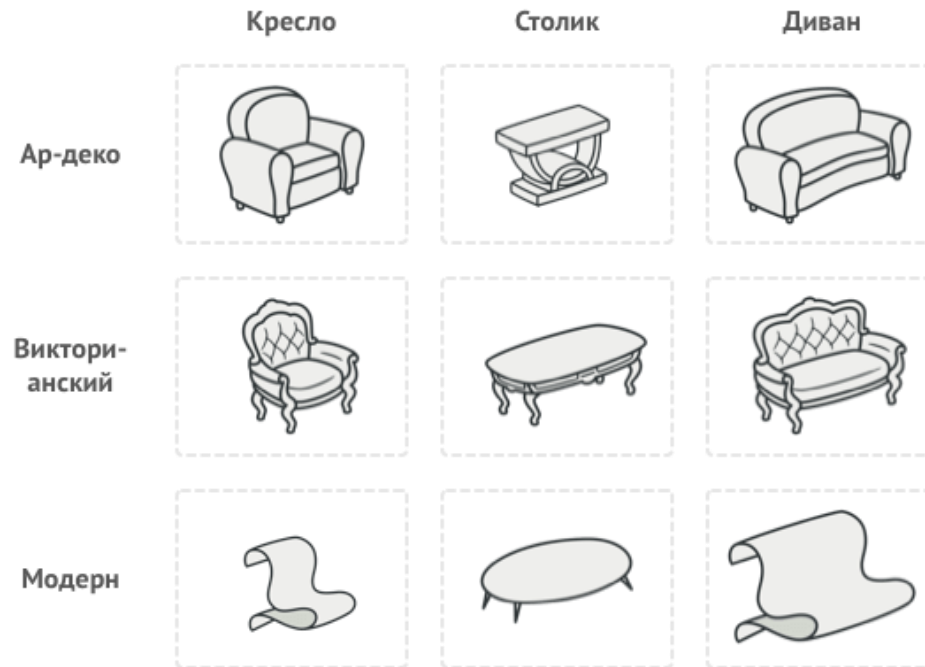 Кресло Столик Диван
Ар-деко
Виктори-
анский
Модерн